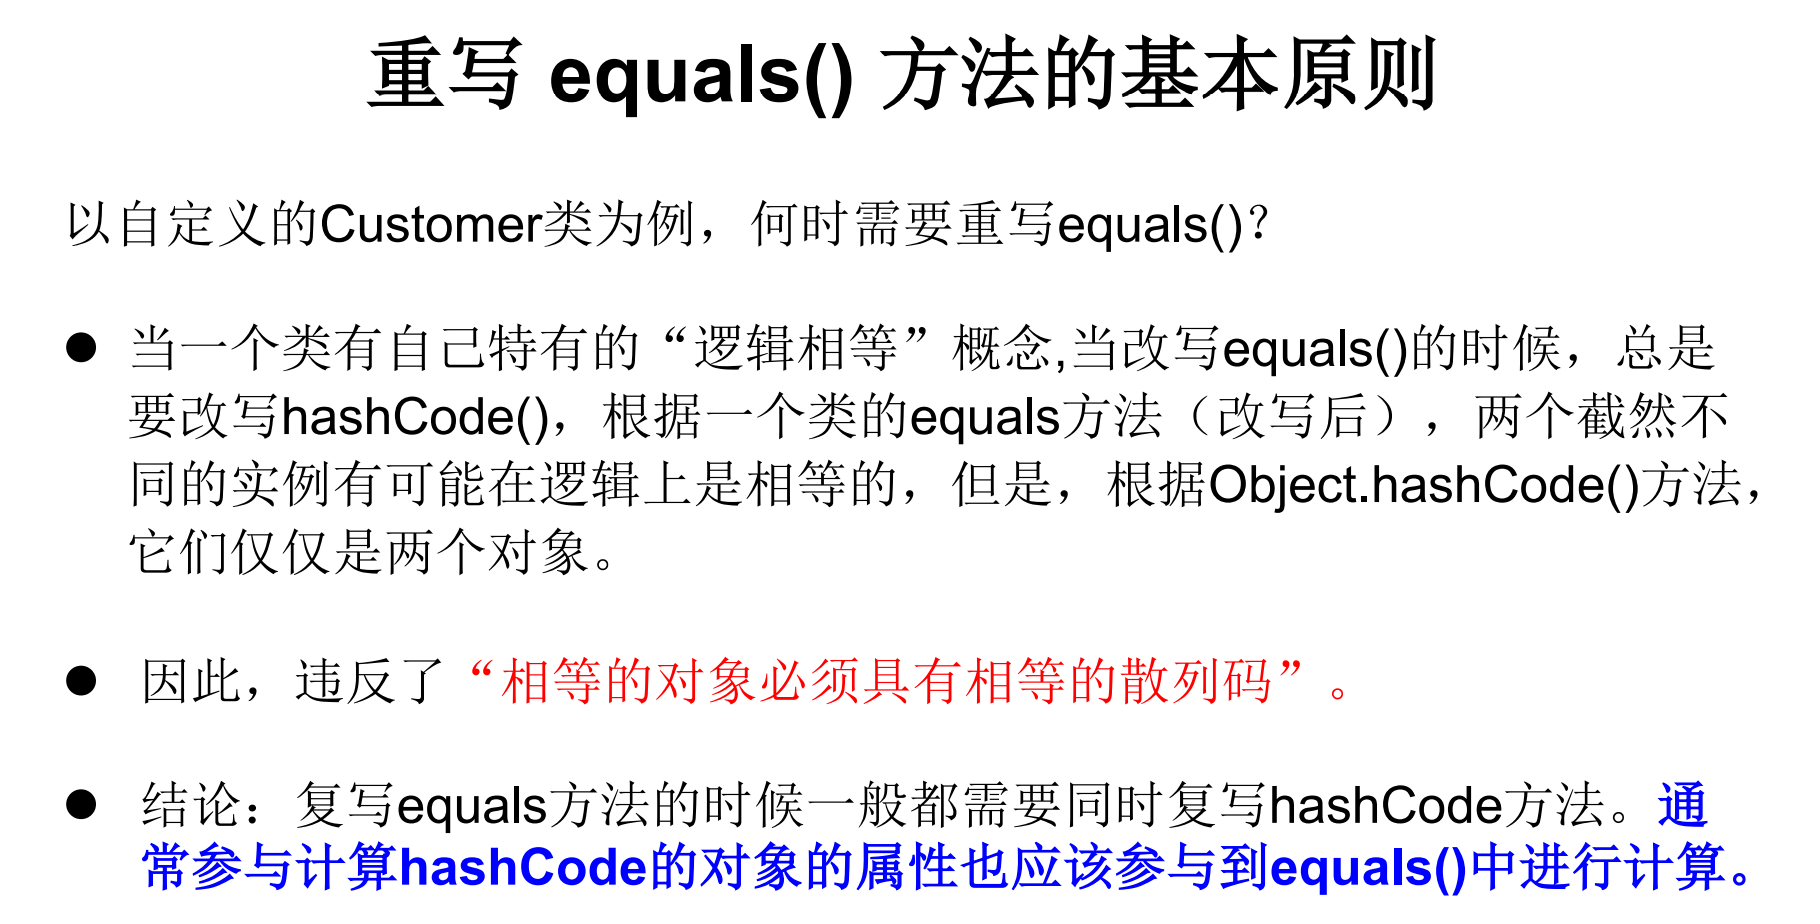 重写 equals() 方法的基本原则
以自定义的Customer类为例，何时需要重写equals()？
● 当一个类有自己特有的“逻辑相等”概念,当改写equals()的时候，总是
要改写hashCode()，根据一个类的equals方法（改写后），两个截然不
同的实例有可能在逻辑上是相等的，但是，根据Object.hashCode()方法，
它们仅仅是两个对象。
● 因此，违反了“相等的对象必须具有相等的散列码”。
● 结论：复写equals方法的时候一般都需要同时复写hashCode方法。通
常参与计算hashCode的对象的属性也应该参与到equals()中进行计算。